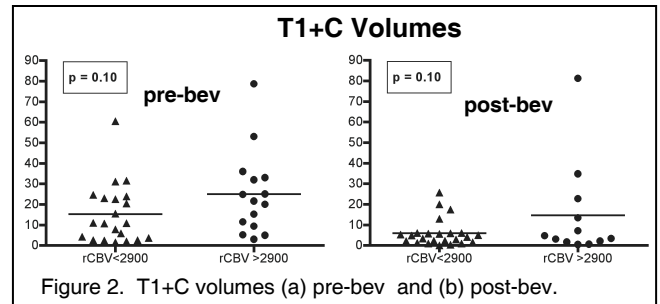 T1+C Volumes
90
80
70
60
50
40
30
20
10
0
p = 0.10
pre-bev
rCBV<2900
rCBV >2900
90
80
70
60
50
40
30
20
10
0
p = 0.10
post-bev
rCBV<2900
rCBV >2900
Figure 2. T1+C volumes (a) pre-bev and (b) post-bev.